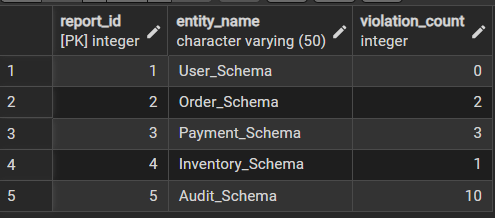 report_id entity_name violation_count
[PK] integer character varying (50) integer
1 1 User_Schema 0
2 2 Order_Schema 2
3 3 Payment_Schema 3
4 4 Inventory_Schema 1
5 5 Audit_Schema 10